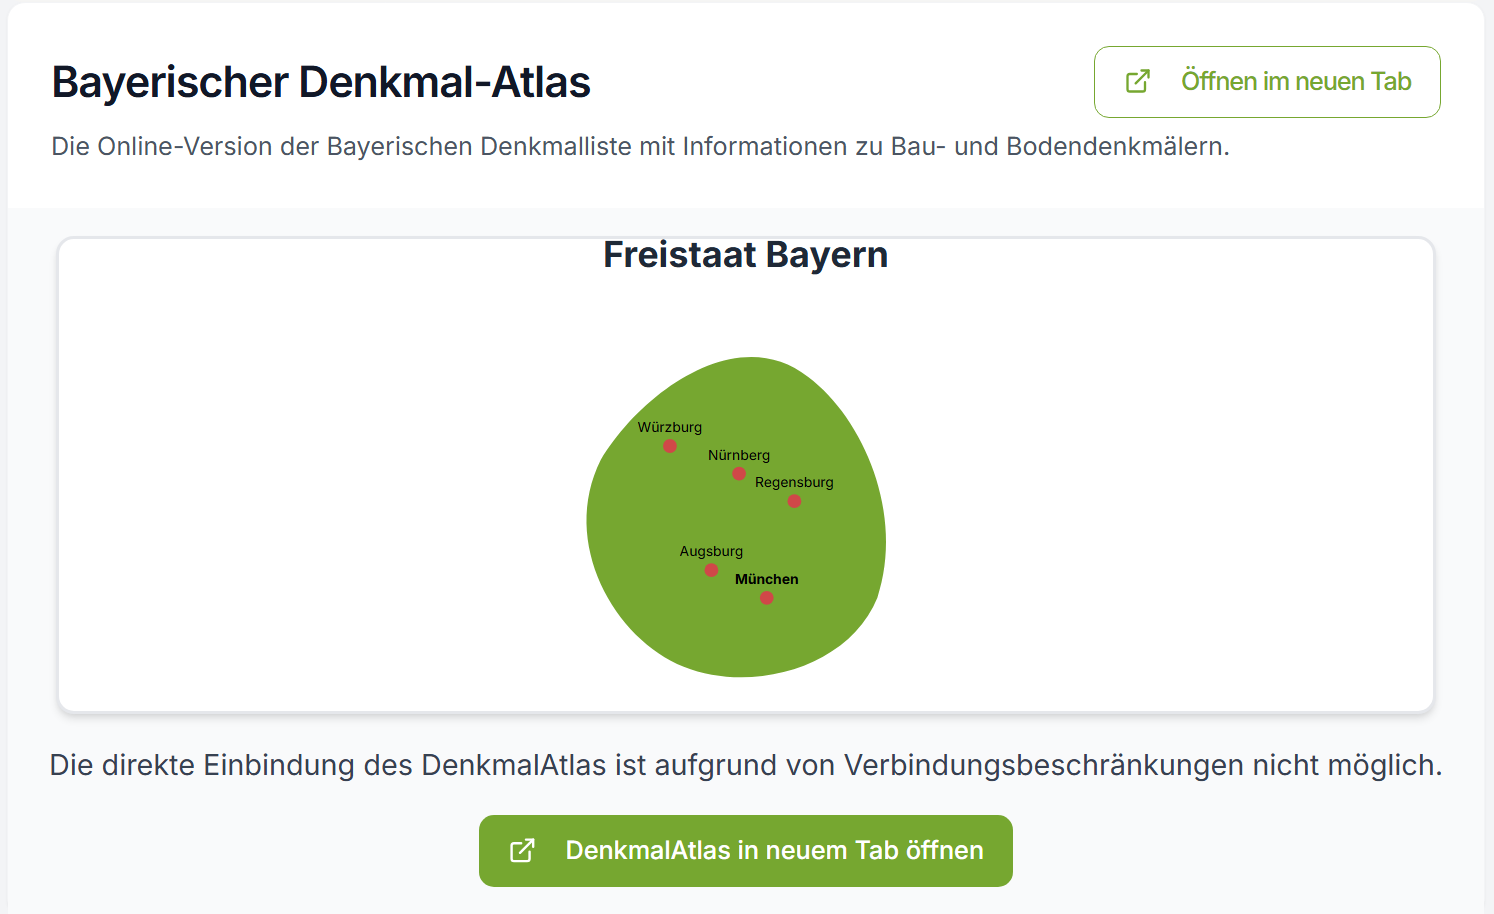 Bayerischer Denkmal-Atlas
Öffnen im neuen Tab
Die Online-Version der Bayerischen Denkmalliste mit Informationen zu Bau- und Bodendenkmälern.
Freistaat Bayern
Würzburg
Nürnberg
Regensburg
Augsburg
München
Die direkte Einbindung des DenkmalAtlas ist aufgrund von Verbindungsbeschränkungen nicht möglich.
DenkmalAtlas in neuem Tab öffnen